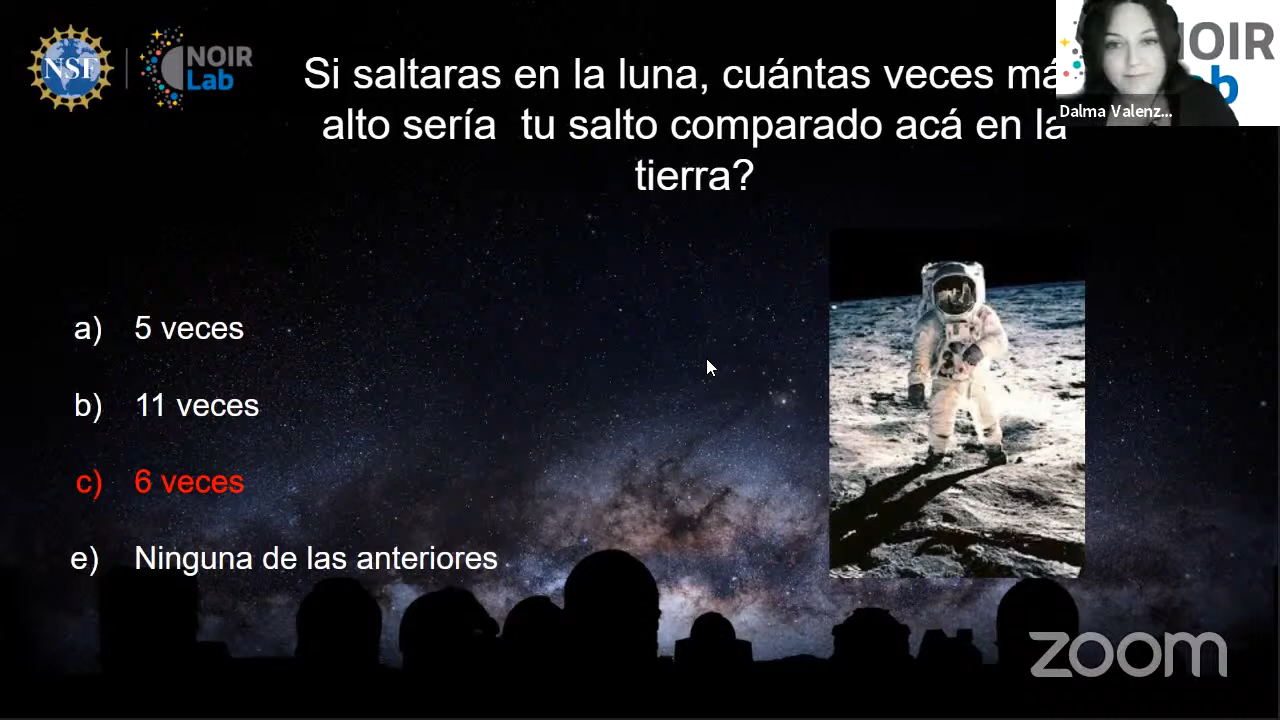 NSF
NOIR
Lab
Si saltaras en la luna, cuántas veces má
alto sería tu salto comparado acá en la
tierra?
OIR
b
Dalma Valenz...
a) 5 veces
b) 11 veces
c) 6 veces
e) Ninguna de las anteriores
zoom